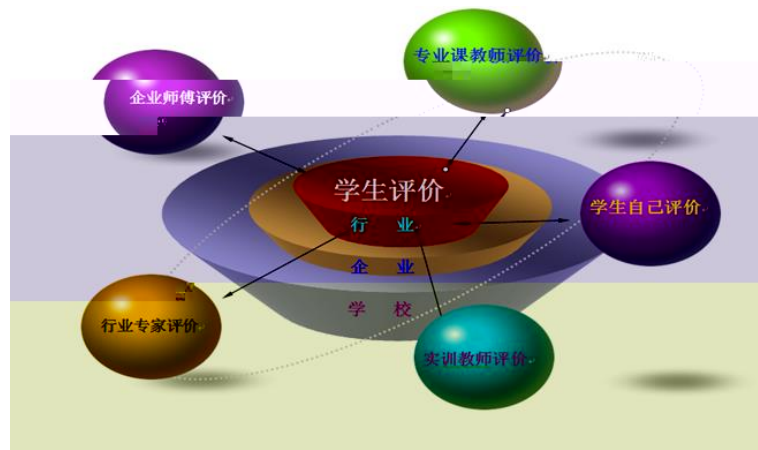 专业课教师评价
企业师傅评价
学生评价
学生自己评价
行 业
企 业
学 校
行业专家评价
实训教师评价